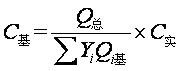 C基 = Q总 / ∑YᵢQᵢ基 × C实